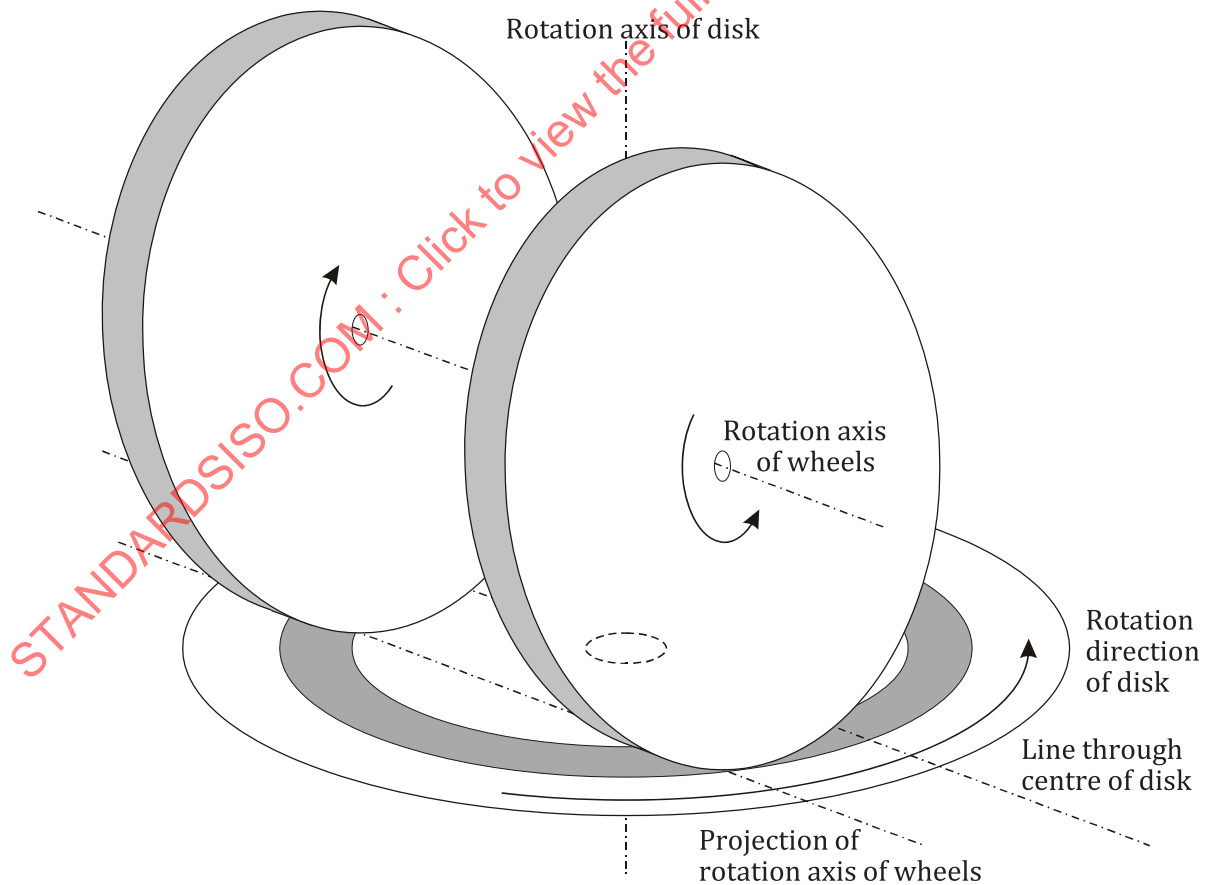 Rotation axis of disk
STANDARDSISO.COM : Click to view the full
Rotation axis
of wheels
Rotation
direction
of disk
Line through
centre of disk
Projection of
rotation axis of wheels